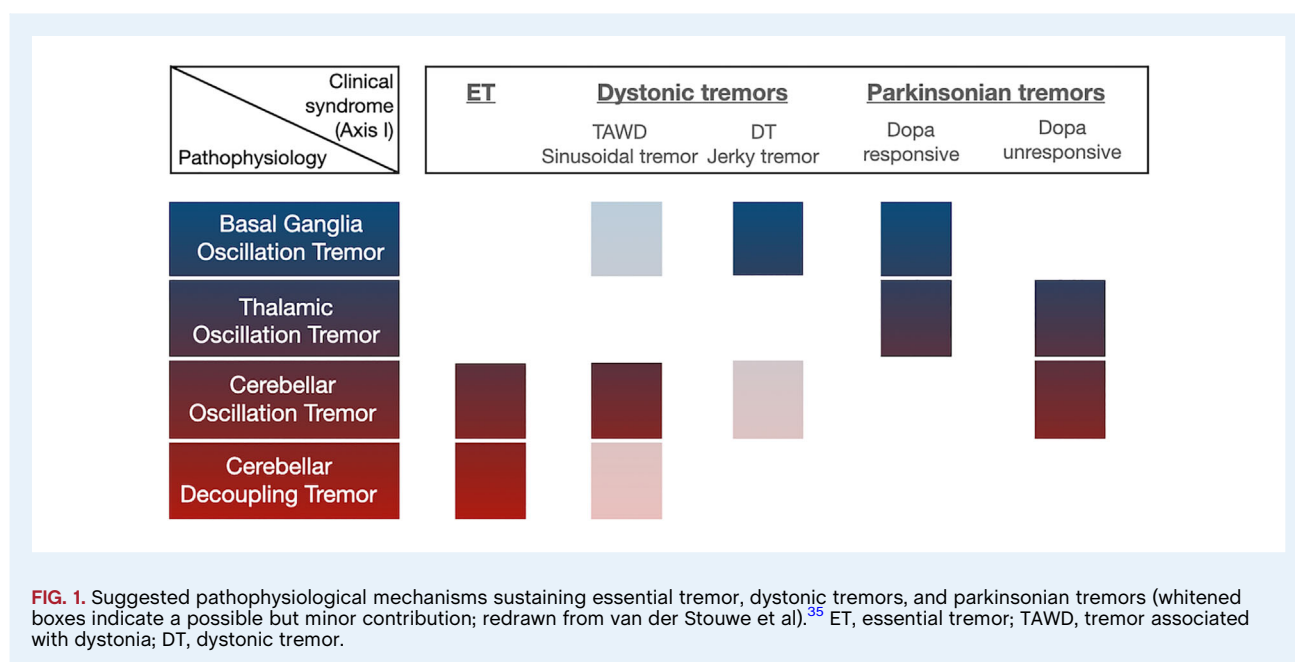 Clinical
syndrome
(Axis I)
Pathophysiology
ET
Dystonic tremors
Parkinsonian tremors
TAWD
Sinusoidal tremor
DT
Jerky tremor
Dopa
responsive
Dopa
unresponsive
Basal Ganglia
Oscillation Tremor
Thalamic
Oscillation Tremor
Cerebellar
Oscillation Tremor
Cerebellar
Decoupling Tremor
FIG. 1. Suggested pathophysiological mechanisms sustaining essential tremor, dystonic tremors, and parkinsonian tremors (whitened
boxes indicate a possible but minor contribution; redrawn from van der Stouwe et al).35 ET, essential tremor; TAWD, tremor associated
with dystonia; DT, dystonic tremor.